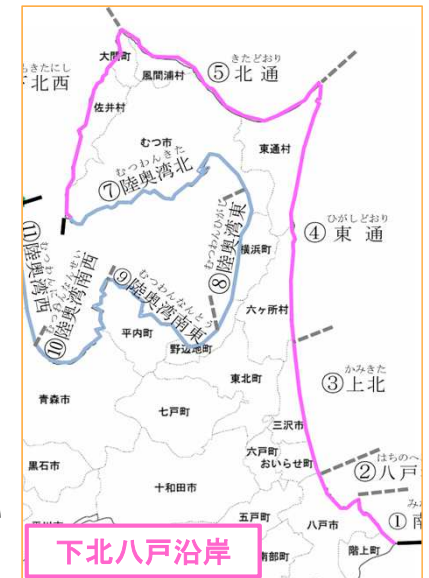 大間町
きたどおり
⑤北通
風間浦村
きたにし
下北西
佐井村
むつ市
東通村
むつわんきた
⑦陸奥湾北
ひがしどおり
④東通
むつわんひがし
⑧陸奥湾東
横浜町
⑪陸奥湾西
むつわんなんせい
⑩陸奥湾南西
むつわんなんとう
⑨陸奥湾南東
平内町
野辺地町
六ヶ所村
東北町
かみきた
③上北
青森市
七戸町
三沢市
六戸町
おいらせ町
はちのへ
②八戸
黒石市
十和田市
五戸町
八戸市
①南
階上町
南部町
下北八戸沿岸